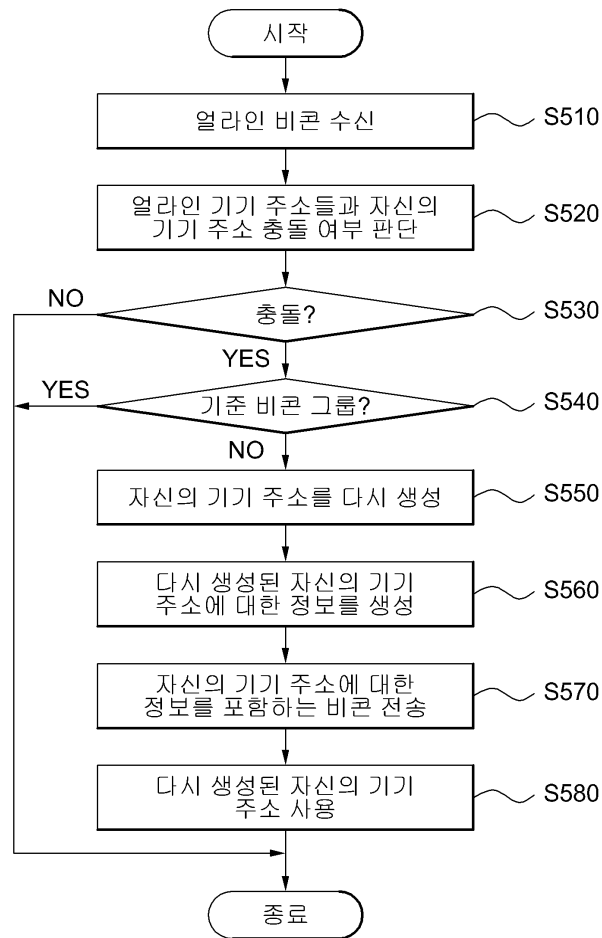 시작
얼라인 비콘 수신
S510
얼라인 기기 주소들과 자신의
기기 주소 충돌 여부 판단
S520
NO
충돌?
S530
YES
YES
기준 비콘 그룹?
S540
NO
자신의 기기 주소를 다시 생성
S550
다시 생성된 자신의 기기
주소에 대한 정보를 생성
S560
자신의 기기 주소에 대한
정보를 포함하는 비콘 전송
S570
다시 생성된 자신의 기기
주소 사용
S580
종료